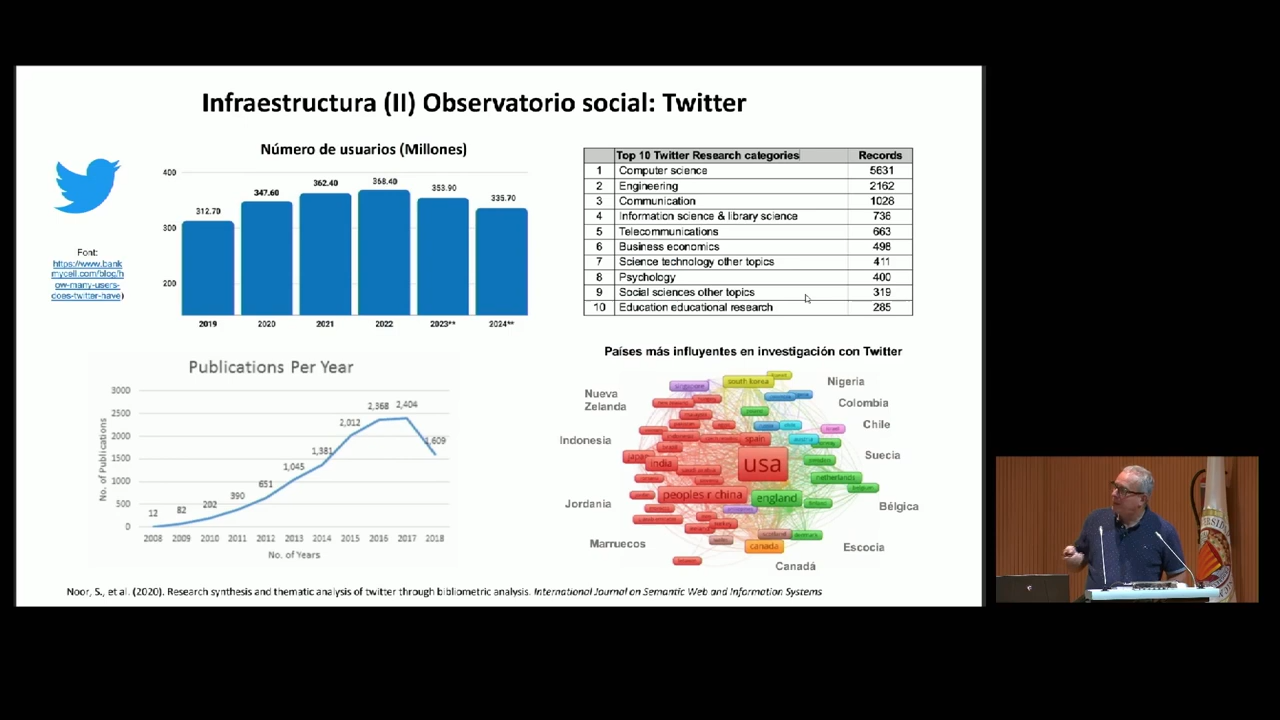 Infraestructura (II) Observatorio social: Twitter
Número de usuarios (Millones)
400
300
200
312.70
347.60
362.40
368.40
353.90
335.70
2019
2020
2021
2022
2023**
2024**
Font:
https://www.bank
mycell.com/blog/h
ow-many-users-
does-twitter-have)
Top 10 Twitter Research categories Records
1 Computer science 5631
2 Engineering 2162
3 Communication 1028
4 Information science & library science 736
5 Telecommunications 663
6 Business economics 498
7 Science technology other topics 411
8 Psychology 400
9 Social sciences other topics 319
10 Education educational research 285
Publications Per Year
No. of Publications
3000
2500
2000
1500
1000
500
0
12
82
202
390
651
1,045
1,381
2,012
2,368
2,404
1,609
2008 2009 2010 2011 2012 2013 2014 2015 2016 2017 2018
No. of Years
Países más influyentes en investigación con Twitter
Nueva
Zelanda
Indonesia
Jordania
Marruecos
Nigeria
Colombia
Chile
Suecia
Bélgica
Escocia
Canadá
south korea
spain
usa
japan
india
peoples r china
england
netherlands
canada
Noor, S., et al. (2020). Research synthesis and thematic analysis of twitter through bibliometric analysis. International Journal on Semantic Web and Information Systems